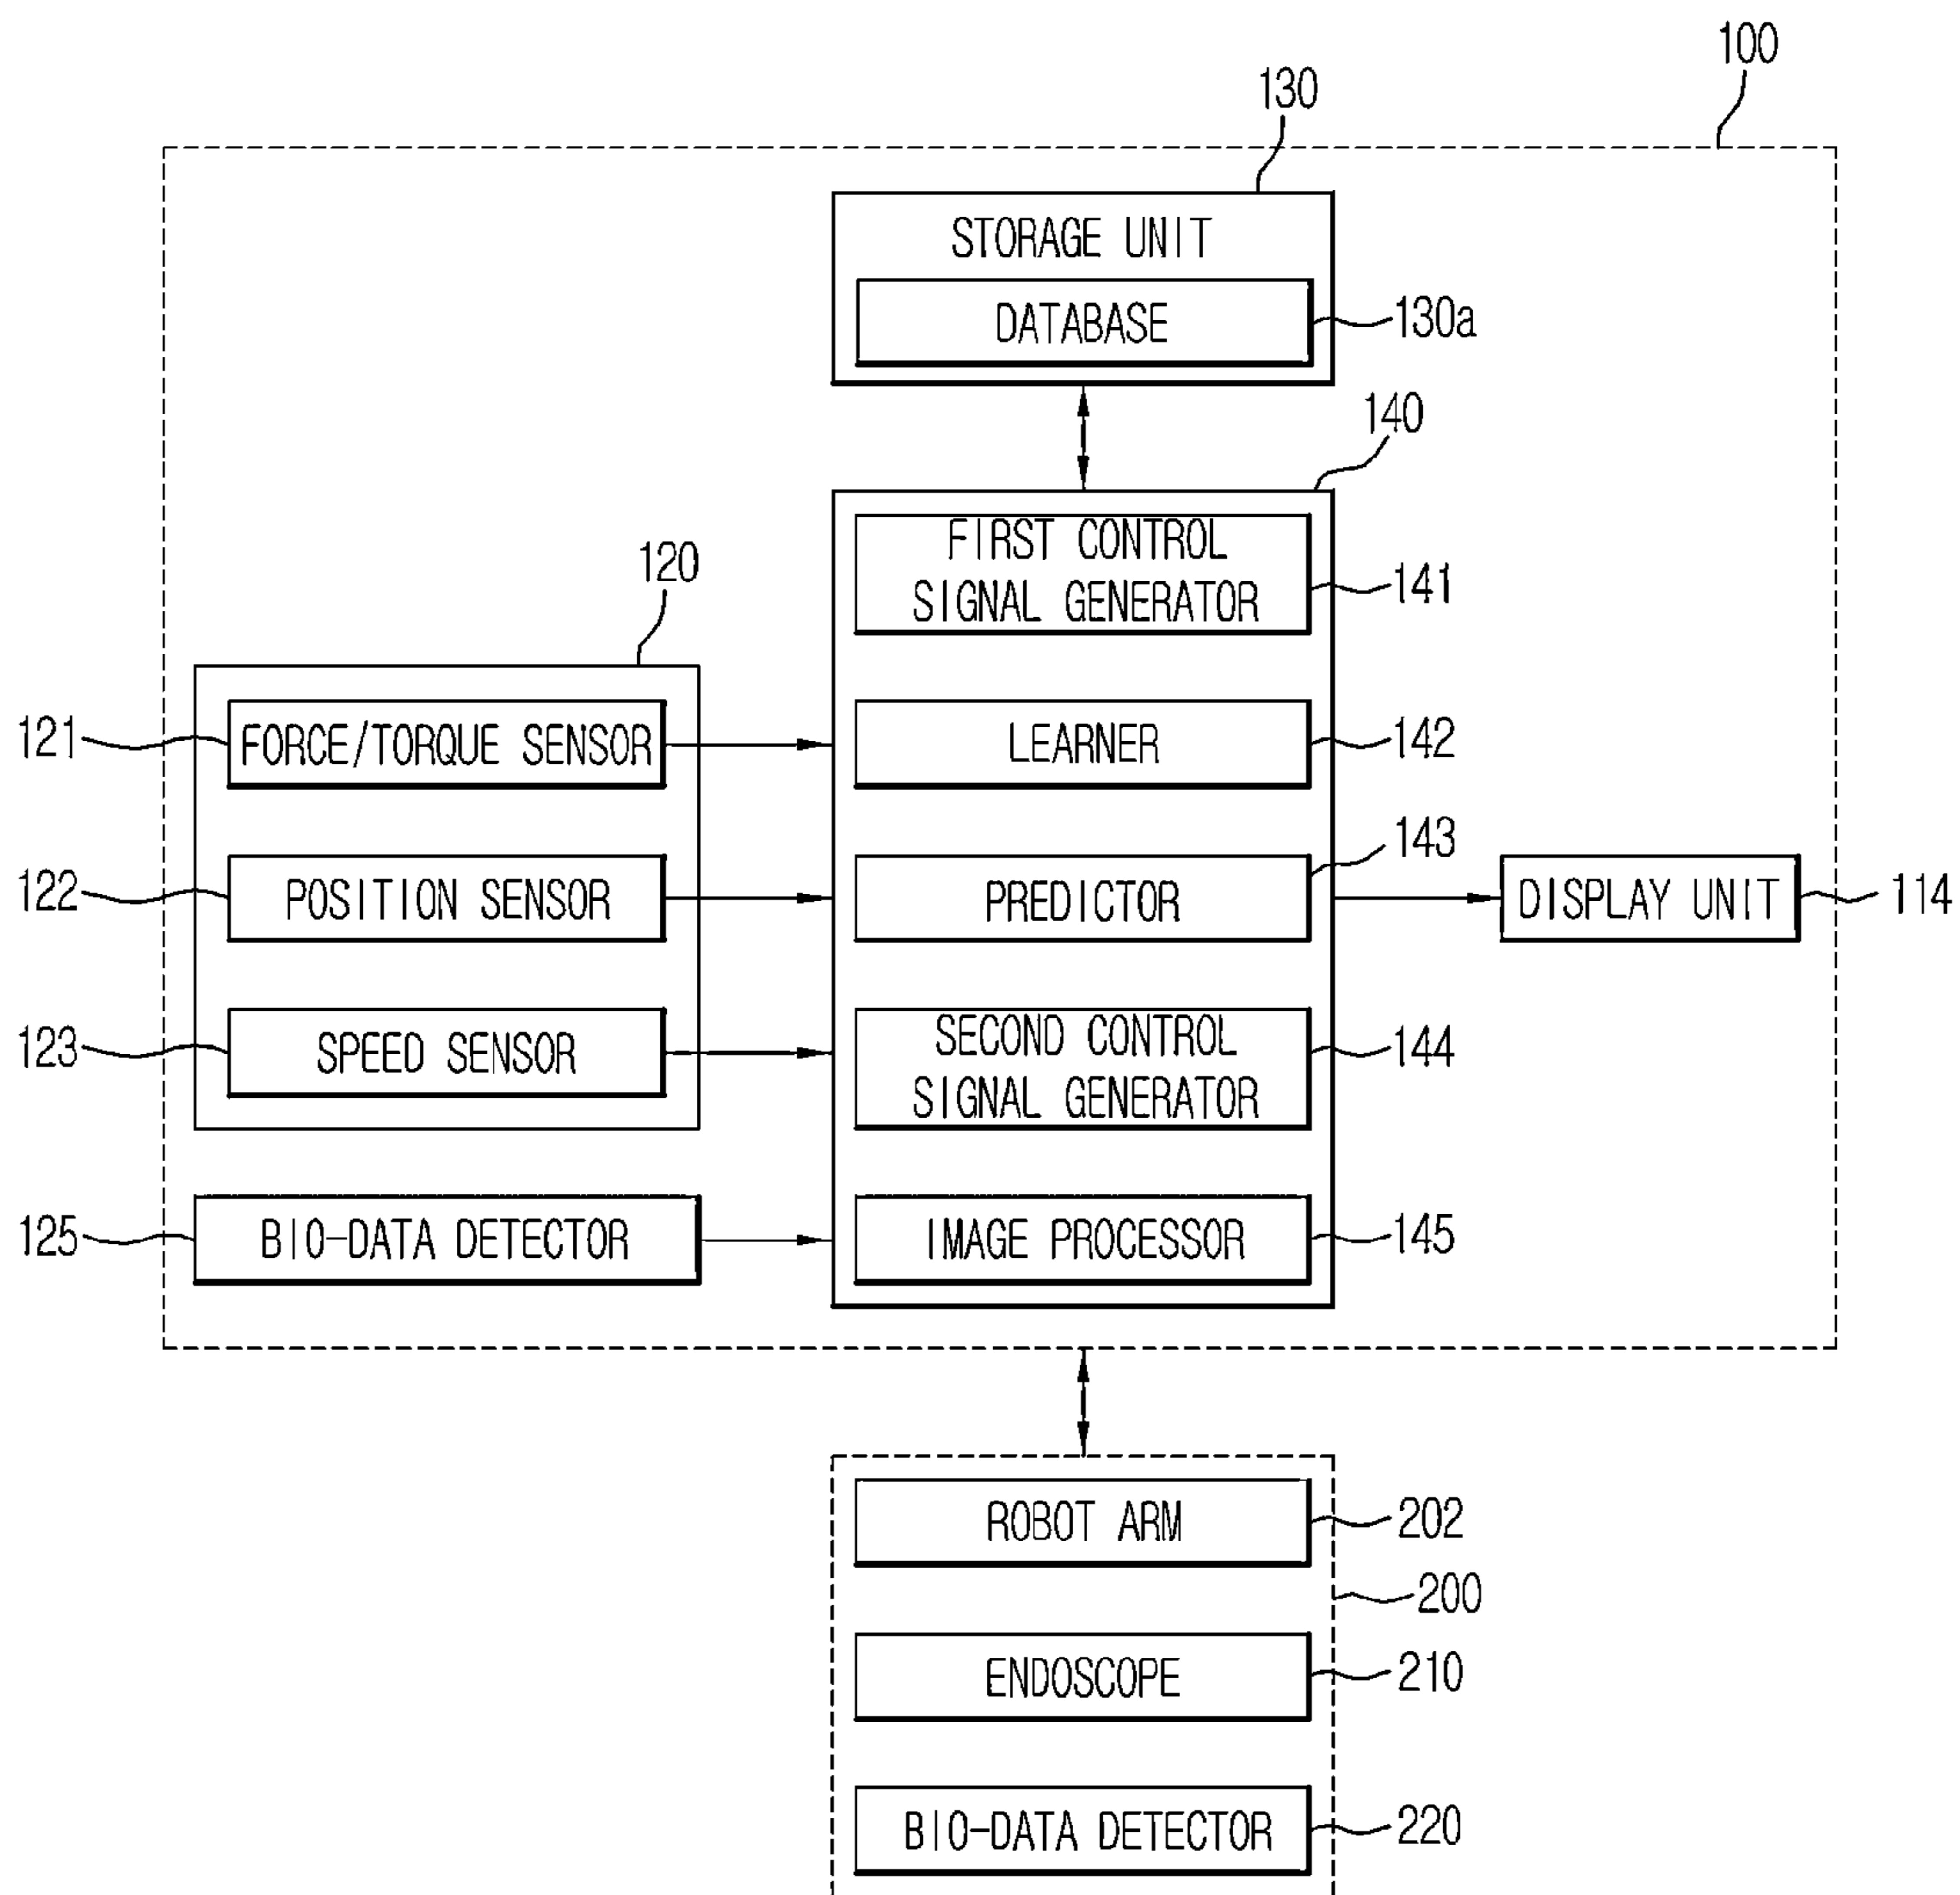 100
130
STORAGE UNIT
DATABASE
130a
140
FIRST CONTROL
SIGNAL GENERATOR
141
120
121
FORCE/TORQUE SENSOR
LEARNER
142
122
POSITION SENSOR
PREDICTOR
143
DISPLAY UNIT
114
123
SPEED SENSOR
SECOND CONTROL
SIGNAL GENERATOR
144
125
BIO-DATA DETECTOR
IMAGE PROCESSOR
145
ROBOT ARM
202
200
ENDOSCOPE
210
BIO-DATA DETECTOR
220